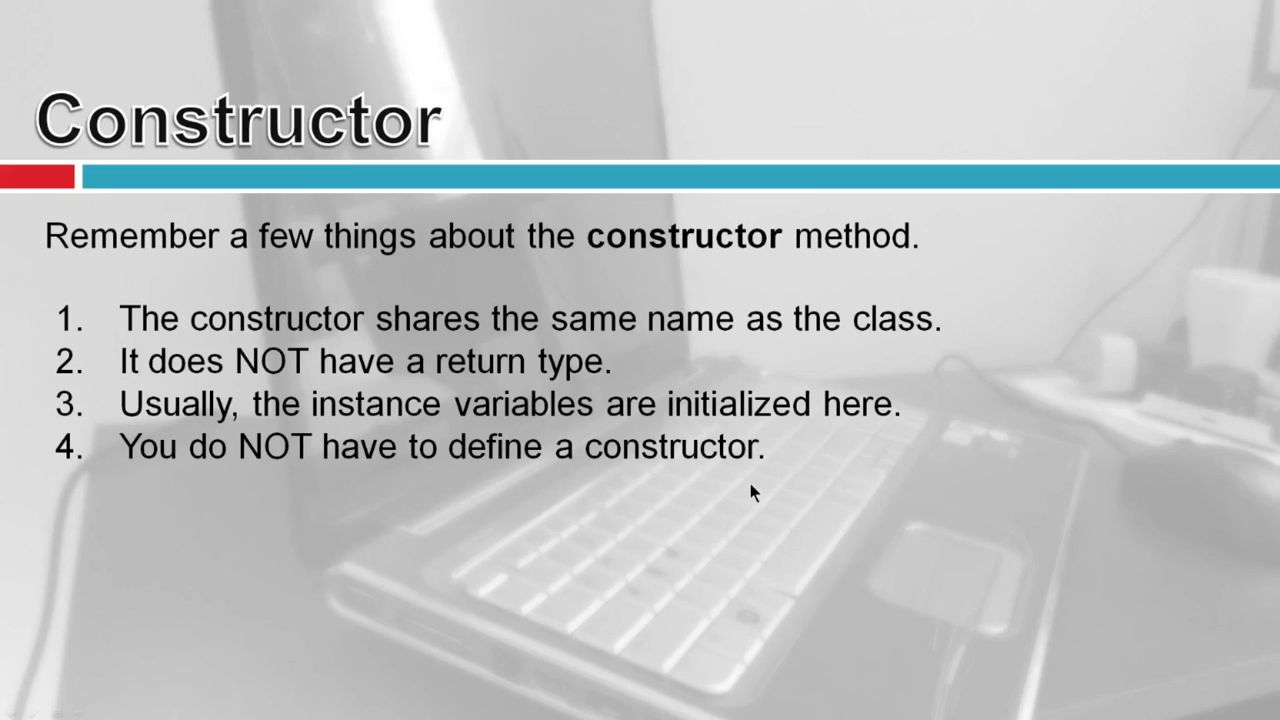 Constructor
Remember a few things about the constructor method.
1. The constructor shares the same name as the class.
2. It does NOT have a return type.
3. Usually, the instance variables are initialized here.
4. You do NOT have to define a constructor.